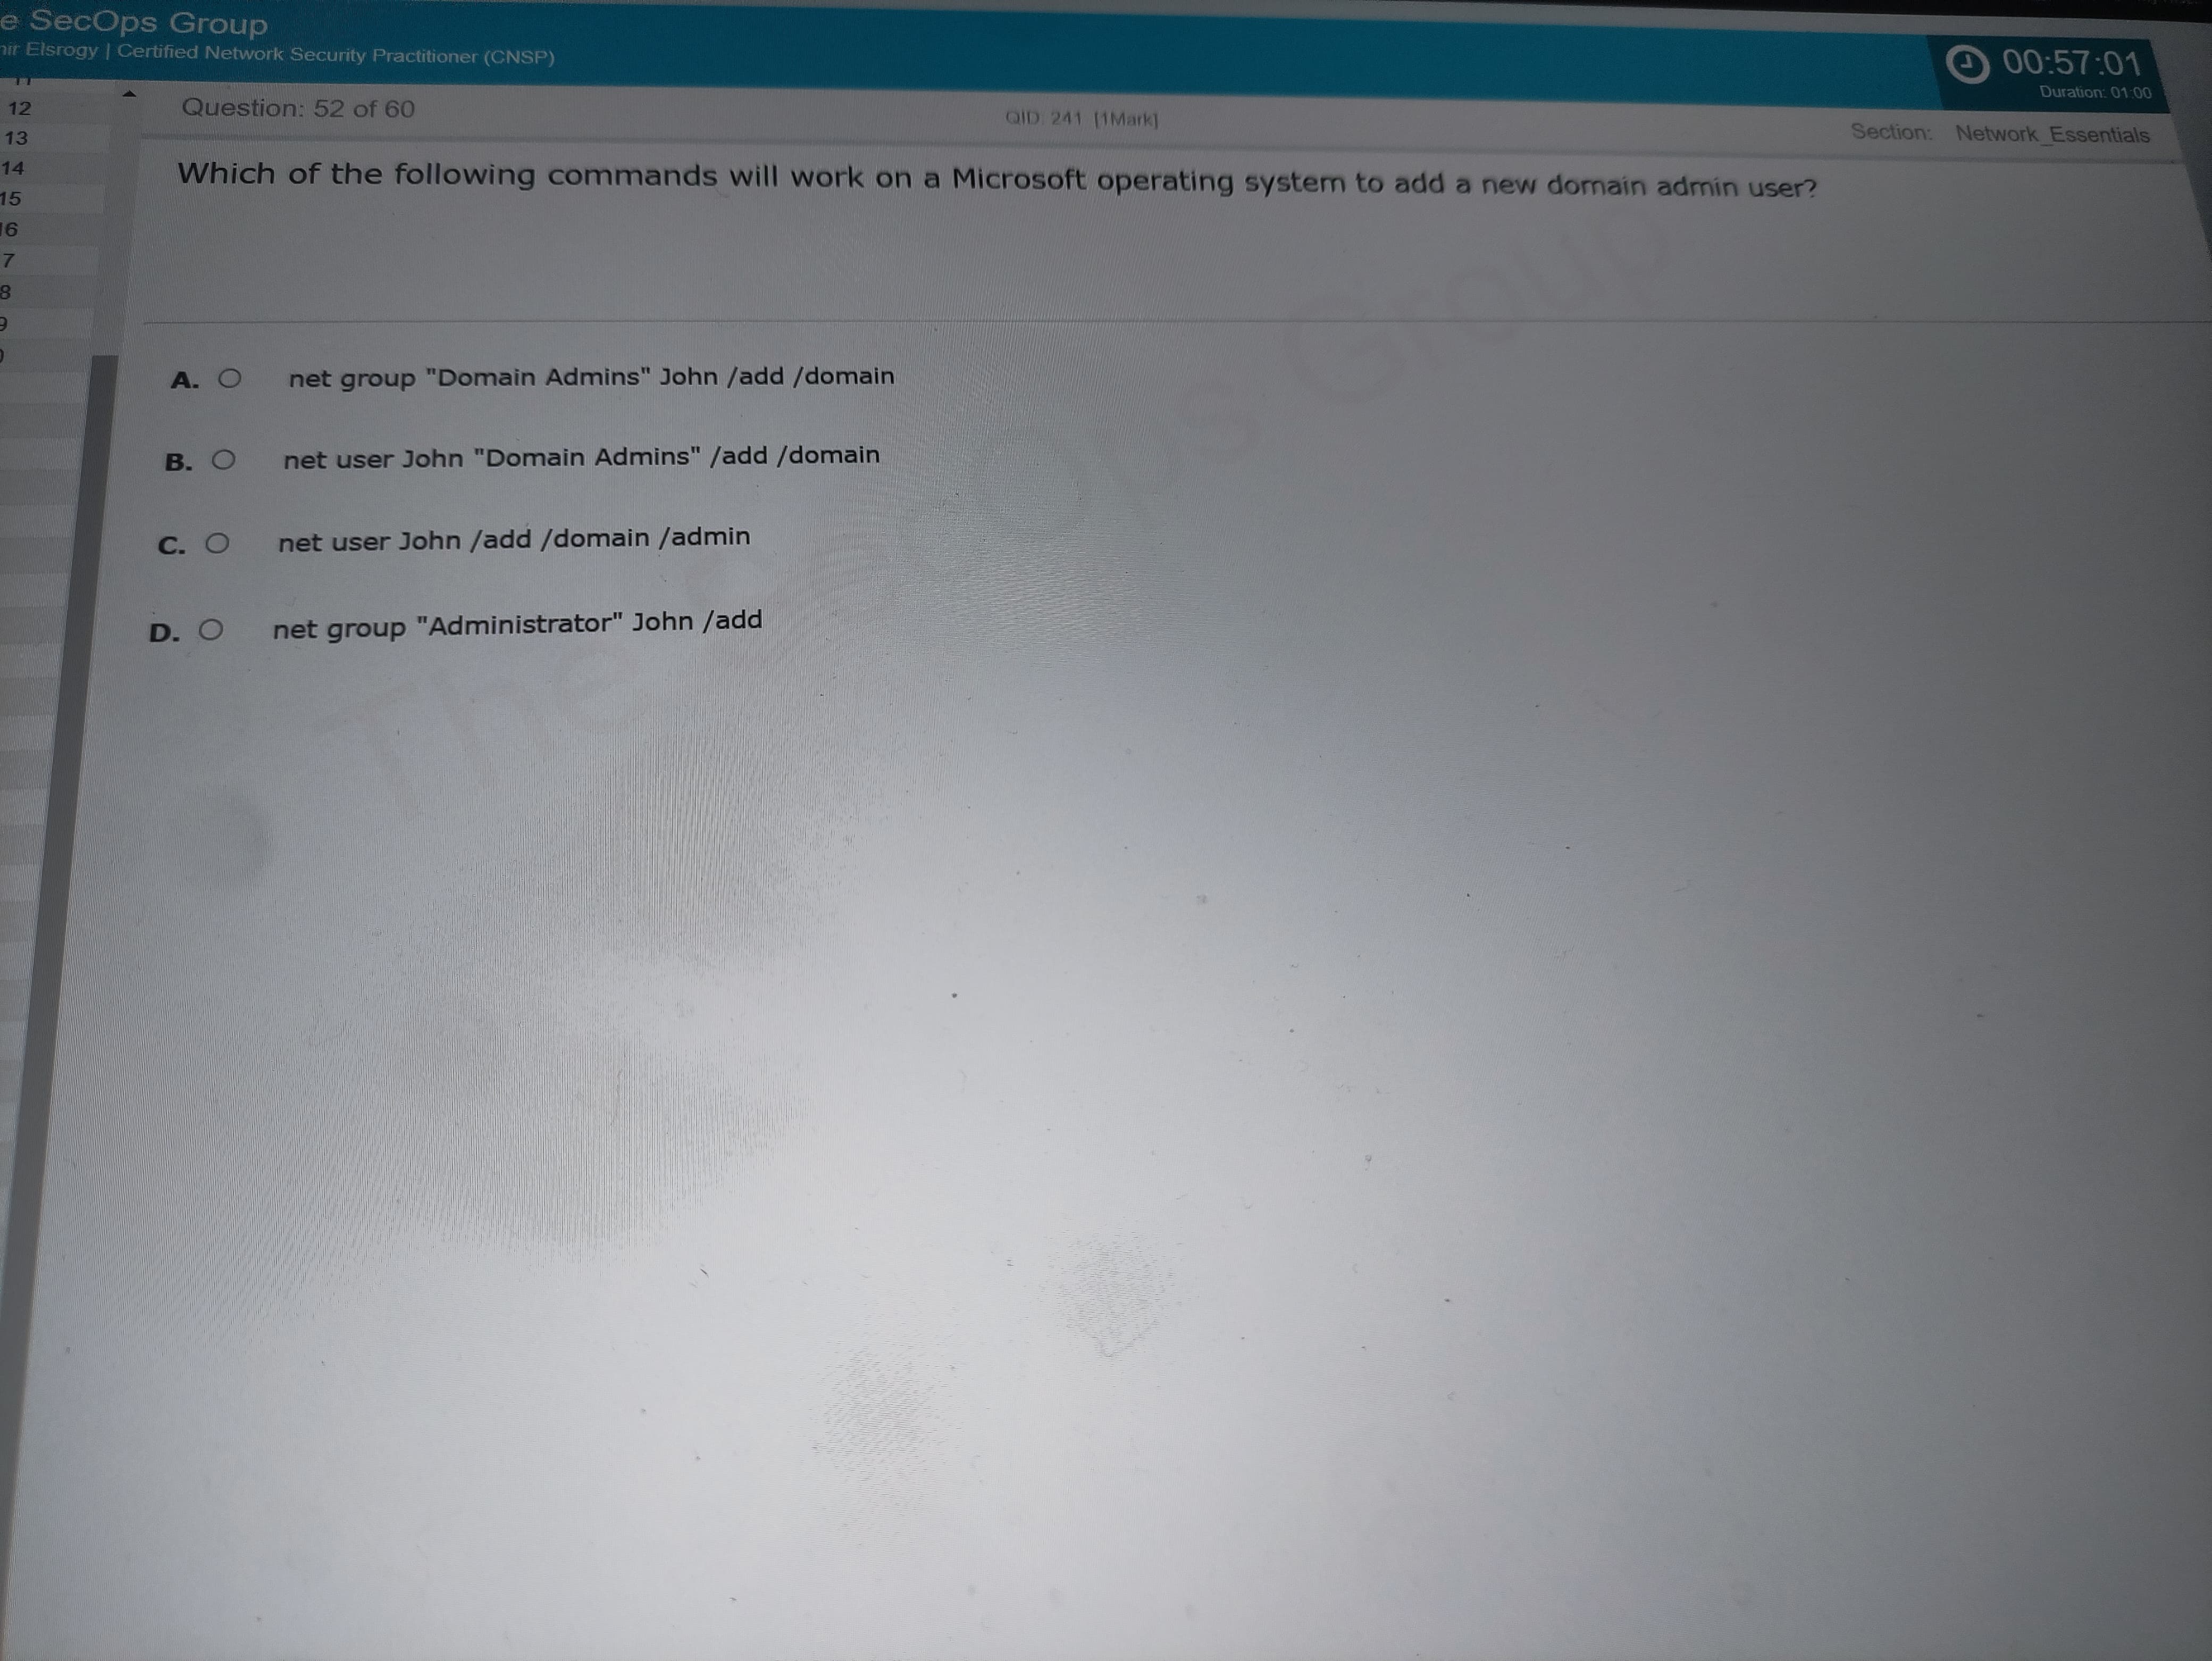 e SecOps Group
ir Elsrogy | Certified Network Security Practitioner (CNSP)
00:57:01
Duration: 01:00
12
13
14
15
16
7
8
9
Question: 52 of 60
QID: 241 [1Mark]
Section: Network_Essentials
Which of the following commands will work on a Microsoft operating system to add a new domain admin user?
A. net group "Domain Admins" John /add /domain
B. net user John "Domain Admins" /add /domain
C. net user John /add /domain /admin
D. net group "Administrator" John /add
The Ops Group